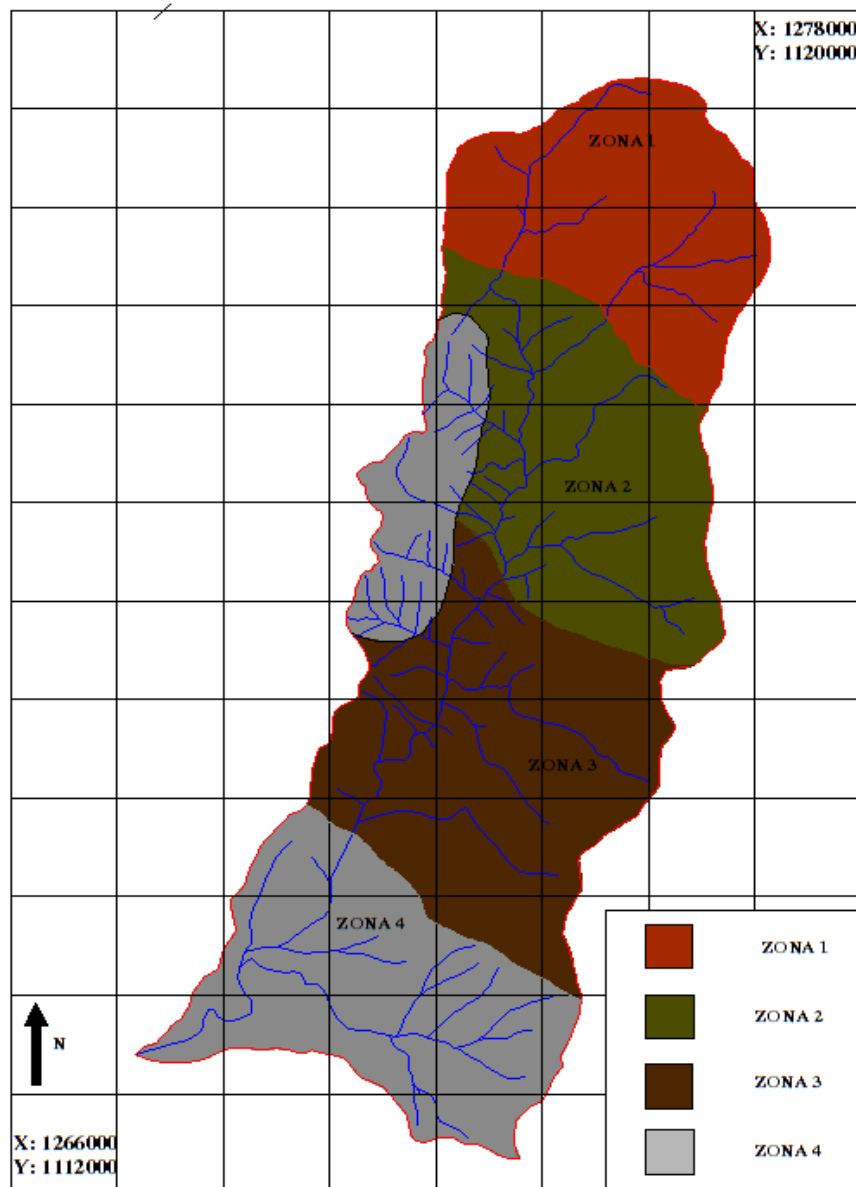 X: 1278000
Y: 1120000
ZONA 1
ZONA 2
ZONA 3
ZONA 4
ZONA 1
ZONA 2
ZONA 3
ZONA 4
N
X: 1266000
Y: 1112000